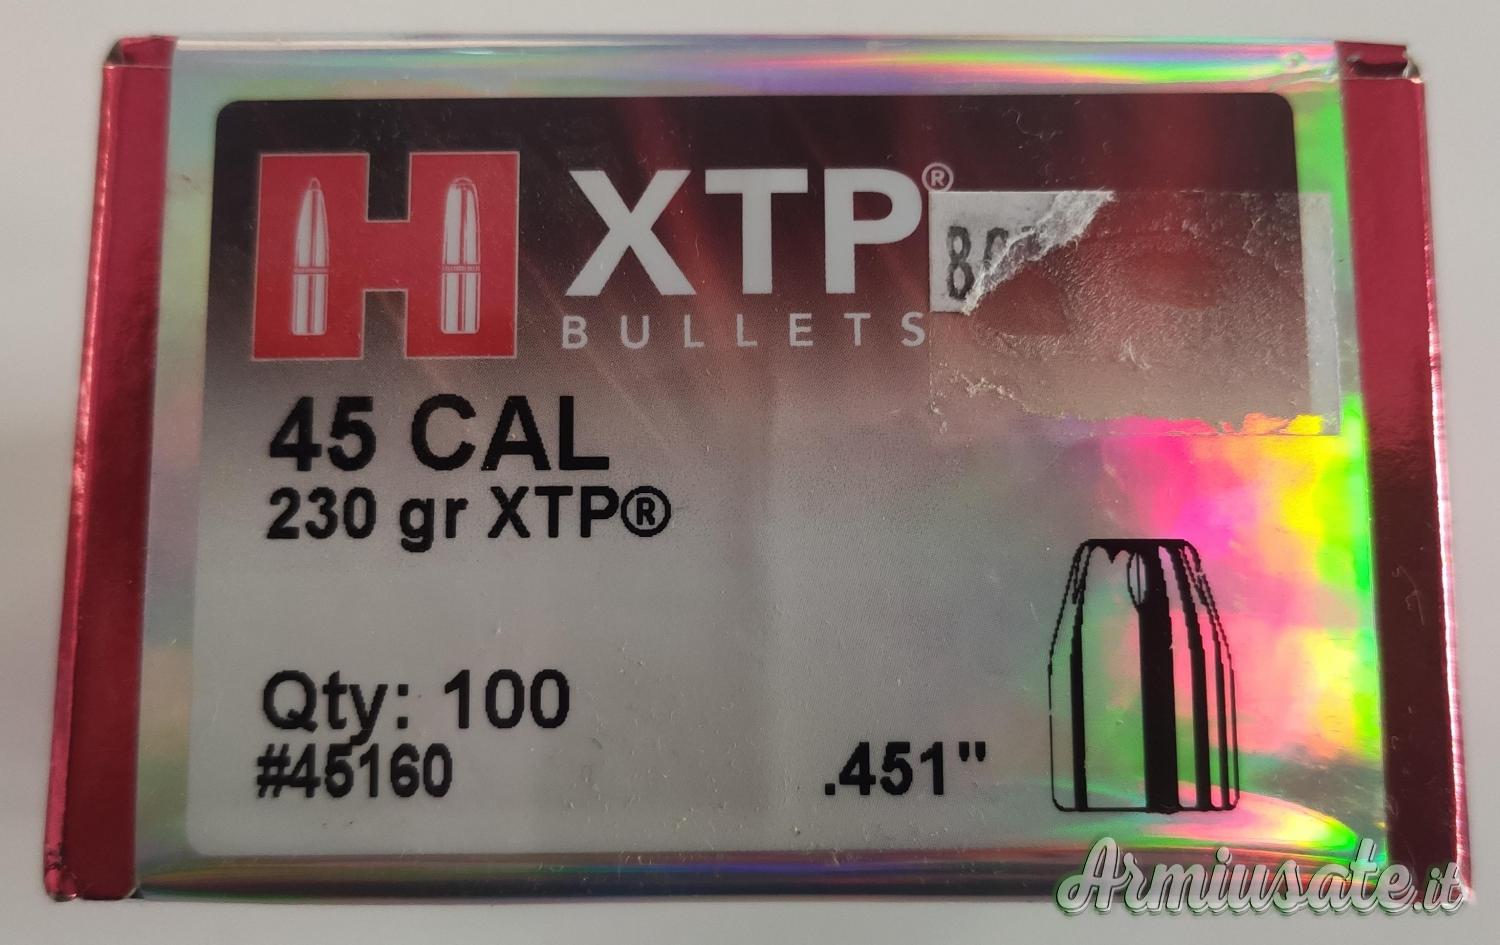 XTP®
BULLETS
45 CAL
230 gr XTP®
Qty: 100
#45160
.451"
Armiusate.it